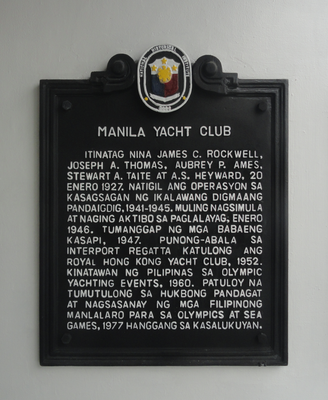 MANILA YACHT CLUB
ITINATAG NINA JAMES C. ROCKWELL,
JOSEPH A. THOMAS, AUBREY P. AMES,
STEWART A. TAITE AT A.S. HEYWARD, 20
ENERO 1927. NATIGIL ANG OPERASYON SA
KASAGSAGAN NG IKALAWANG DIGMAANG
PANDAIGDIG, 1941-1945. MULING NAGSIMULA
AT NAGING AKTIBO SA PAGLALAYAG, ENERO
1946. TUMANGGAP NG MGA BABAENG
KASAPI, 1947. PUNONG-ABALA SA
INTERPORT REGATTA KATULONG ANG
ROYAL HONG KONG YACHT CLUB, 1952.
KINATAWAN NG PILIPINAS SA OLYMPIC
YACHTING EVENTS, 1960. PATULOY NA
TUMUTULONG SA HUKBONG PANDAGAT
AT NAGSASANAY NG MGA FILIPINONG
MANLALARO PARA SA OLYMPICS AT SEA
GAMES, 1977 HANGGANG SA KASALUKUYAN.